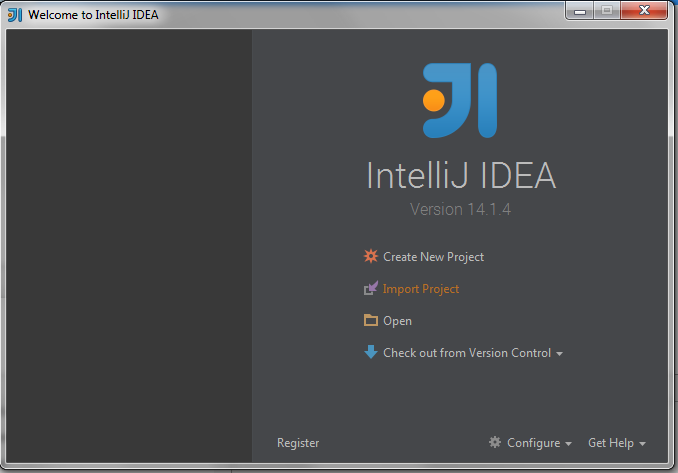 Welcome to IntelliJ IDEA
IntelliJ IDEA
Version 14.1.4
Create New Project
Import Project
Open
Check out from Version Control
Register
Configure
Get Help